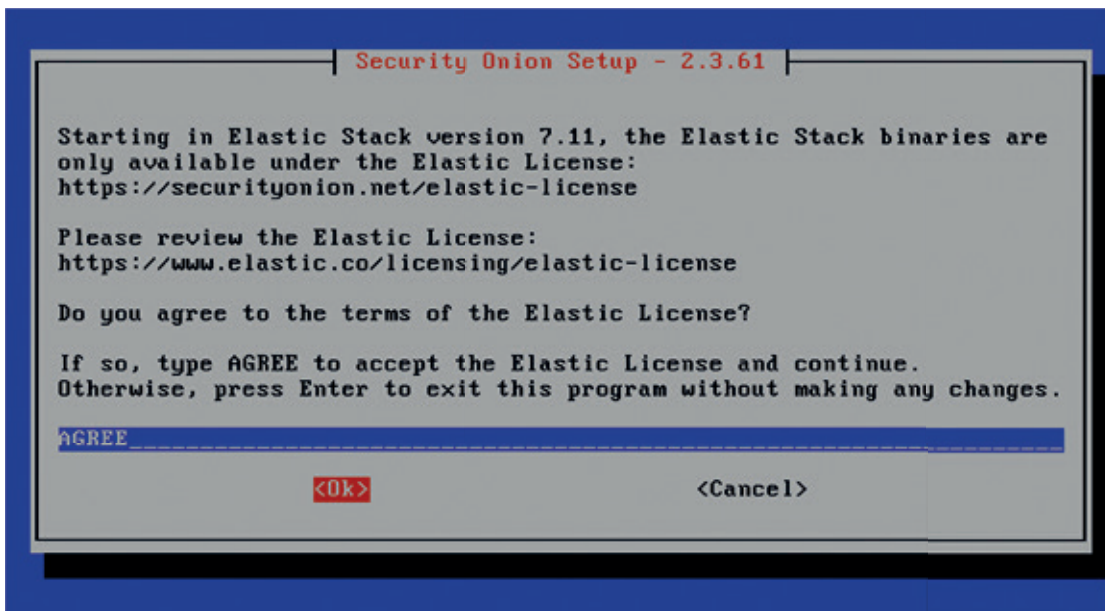 Security Onion Setup - 2.3.61
Starting in Elastic Stack version 7.11, the Elastic Stack binaries are
only available under the Elastic License:
https://securityonion.net/elastic-license
Please review the Elastic License:
https://www.elastic.co/licensing/elastic-license
Do you agree to the terms of the Elastic License?
If so, type AGREE to accept the Elastic License and continue.
Otherwise, press Enter to exit this program without making any changes.
AGREE
<Ok> <Cancel>